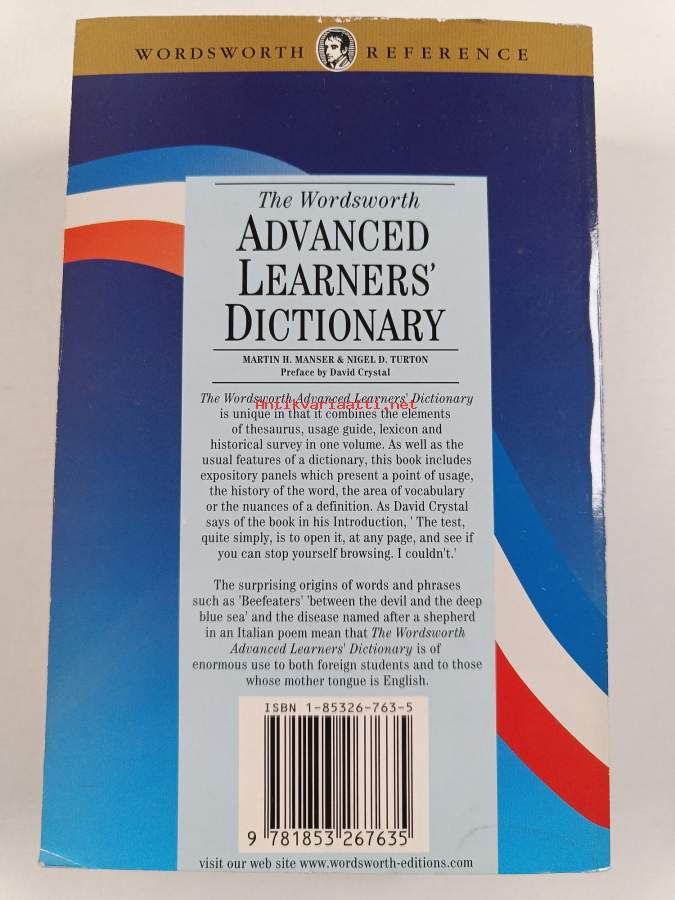 WORDSWORTH REFERENCE
The Wordsworth
ADVANCED
LEARNERS'
DICTIONARY
MARTIN H. MANSER & NIGEL D. TURTON
Preface by David Crystal
The Wordsworth Advanced Learners' Dictionary
Antikvariaatti.net
is unique in that it combines the elements
of thesaurus, usage guide, lexicon and
historical survey in one volume. As well as the
usual features of a dictionary, this book includes
expository panels which present a point of usage,
the history of the word, the area of vocabulary
or the nuances of a definition. As David Crystal
says of the book in his Introduction, ' The test,
quite simply, is to open it, at any page, and see if
you can stop yourself browsing. I couldn't.'
The surprising origins of words and phrases
such as 'Beefeaters' 'between the devil and the deep
blue sea' and the disease named after a shepherd
in an Italian poem mean that The Wordsworth
Advanced Learners' Dictionary is of
enormous use to both foreign students and to those
whose mother tongue is English.
ISBN 1-85326-763-5
9 781853 267635
visit our web site www.wordsworth-editions.com